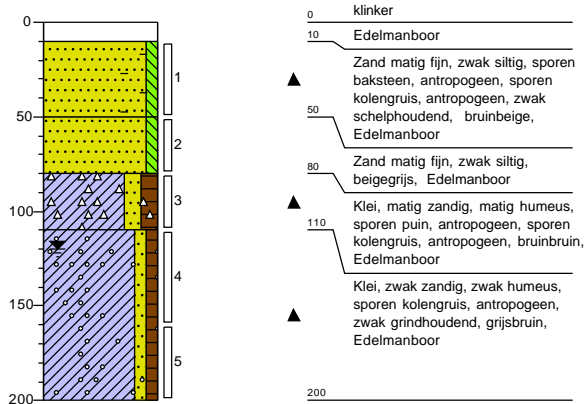 0
50
100
150
200
1
2
3
4
5
0
klinker
10
Edelmanboor
Zand matig fijn, zwak siltig, sporen
baksteen, antropogeen, sporen
kolengruis, antropogeen, zwak
schelphoudend, bruinbeige,
Edelmanboor
50
Zand matig fijn, zwak siltig,
beigegrijs, Edelmanboor
80
Klei, matig zandig, matig humeus,
sporen puin, antropogeen, sporen
kolengruis, antropogeen, bruinbruin,
Edelmanboor
110
Klei, zwak zandig, zwak humeus,
sporen kolengruis, antropogeen,
zwak grindhoudend, grijsbruin,
Edelmanboor
200